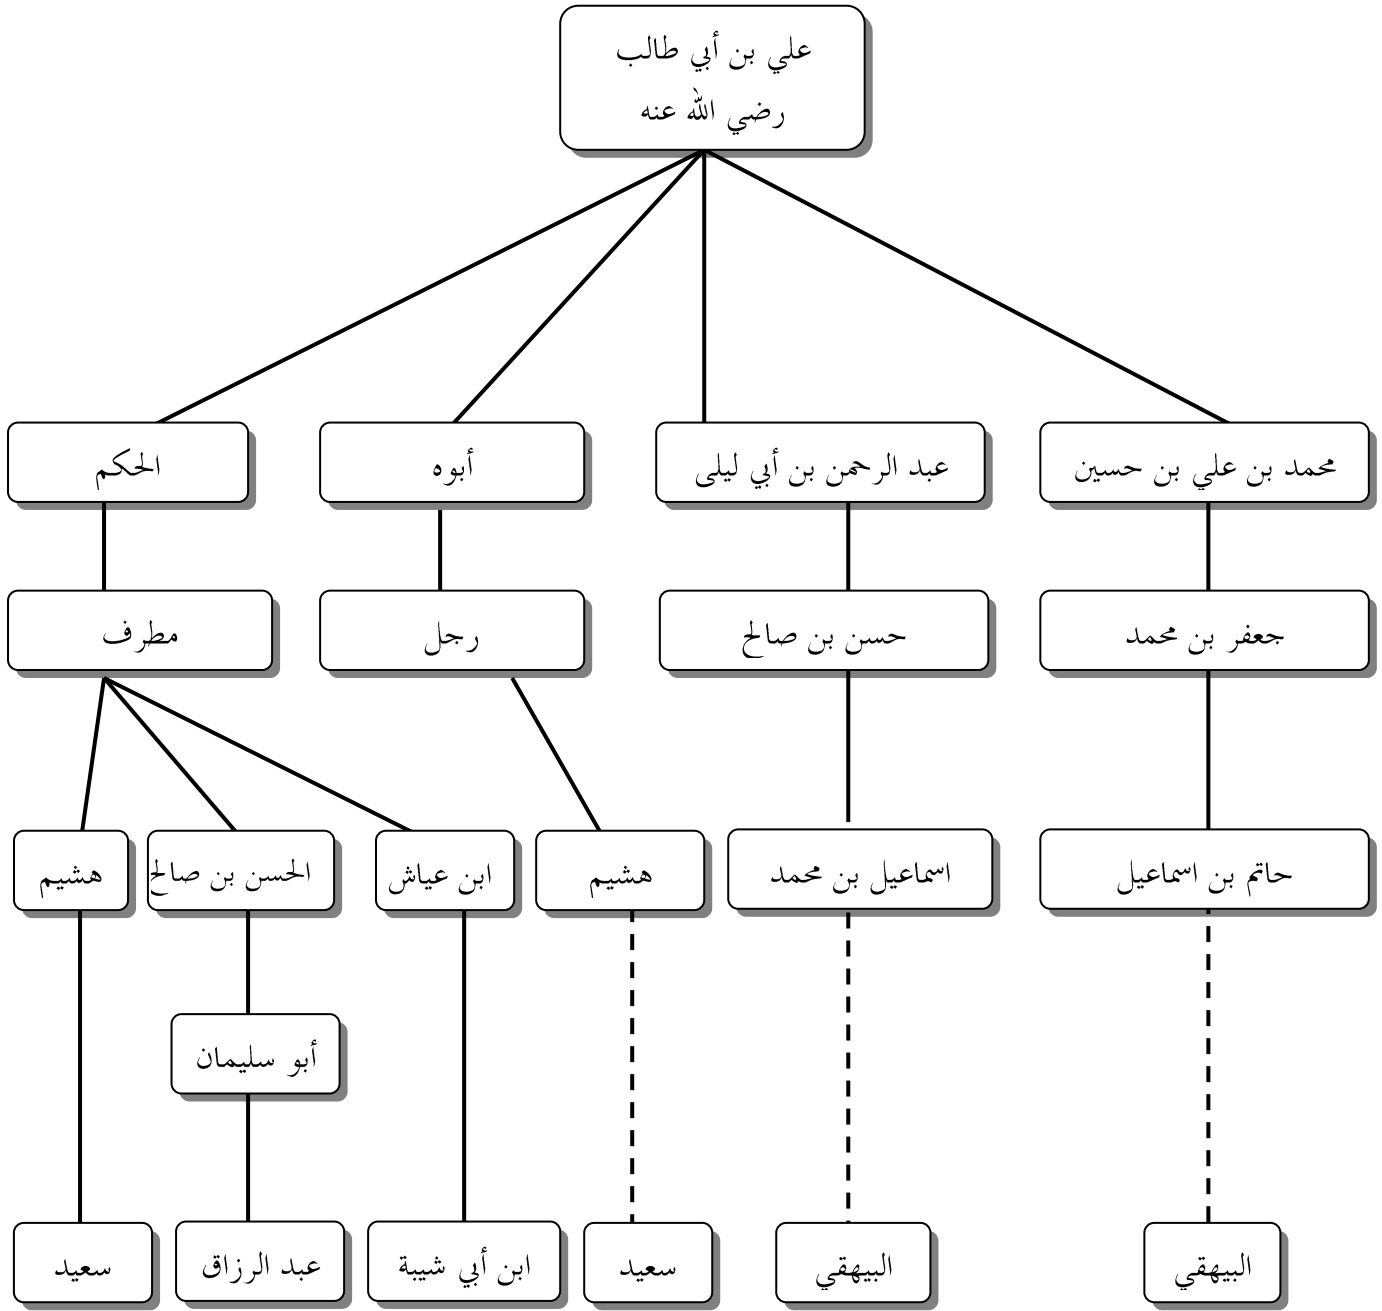 علي بن أبي طالب
رضي الله عنه
محمد بن علي بن حسين
عبد الرحمن بن أبي ليلى
أبوه
الحكم
جعفر بن محمد
حسن بن صالح
رجل
مطرف
حاتم بن اسماعيل
اسماعيل بن محمد
هشيم
ابن عياش
الحسن بن صالح
هشيم
أبو سليمان
البيهقي
البيهقي
سعيد
ابن أبي شيبة
عبد الرزاق
سعيد